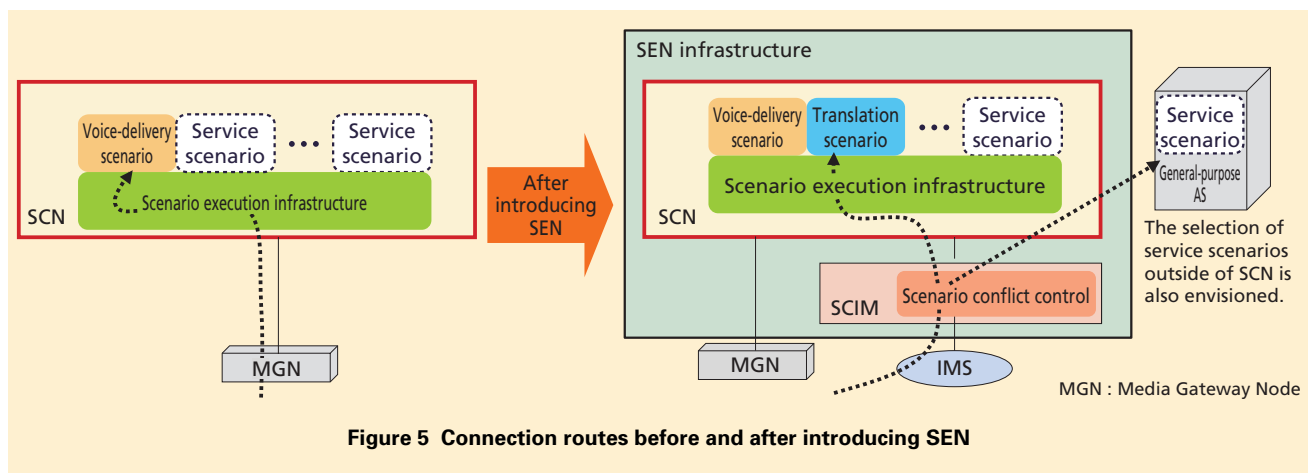 Voice-delivery
scenario
Service
scenario
•••
Service
scenario
Scenario execution infrastructure
SCN
MGN
After
introducing
SEN
SEN infrastructure
Voice-delivery
scenario
Translation
scenario
•••
Service
scenario
Scenario execution infrastructure
SCN
Scenario conflict control
SCIM
MGN
IMS
Service
scenario
General-purpose
AS
The selection of
service scenarios
outside of SCN is
also envisioned.
MGN : Media Gateway Node
Figure 5 Connection routes before and after introducing SEN